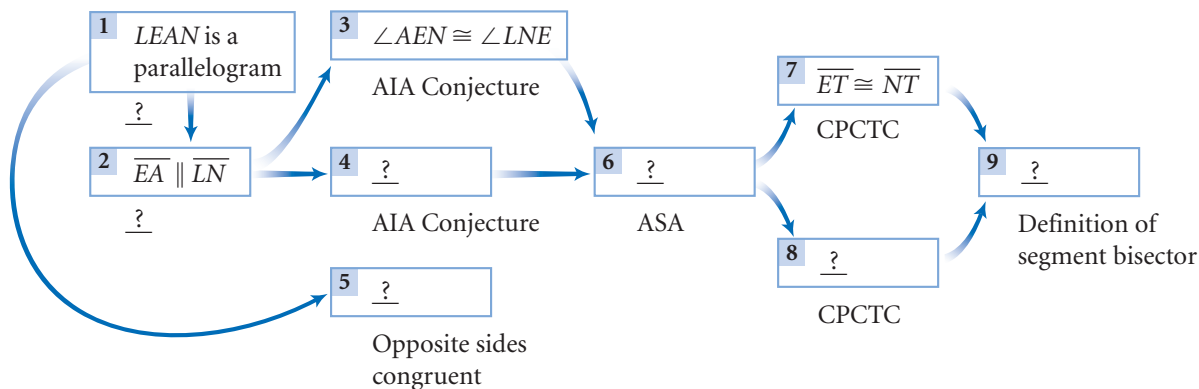 1
LEAN is a
parallelogram
?
2
EA ∥ LN
?
3
∠AEN ≅ ∠LNE
AIA Conjecture
4
?
AIA Conjecture
5
?
Opposite sides
congruent
6
?
ASA
7
ET ≅ NT
CPCTC
8
?
CPCTC
9
?
Definition of
segment bisector